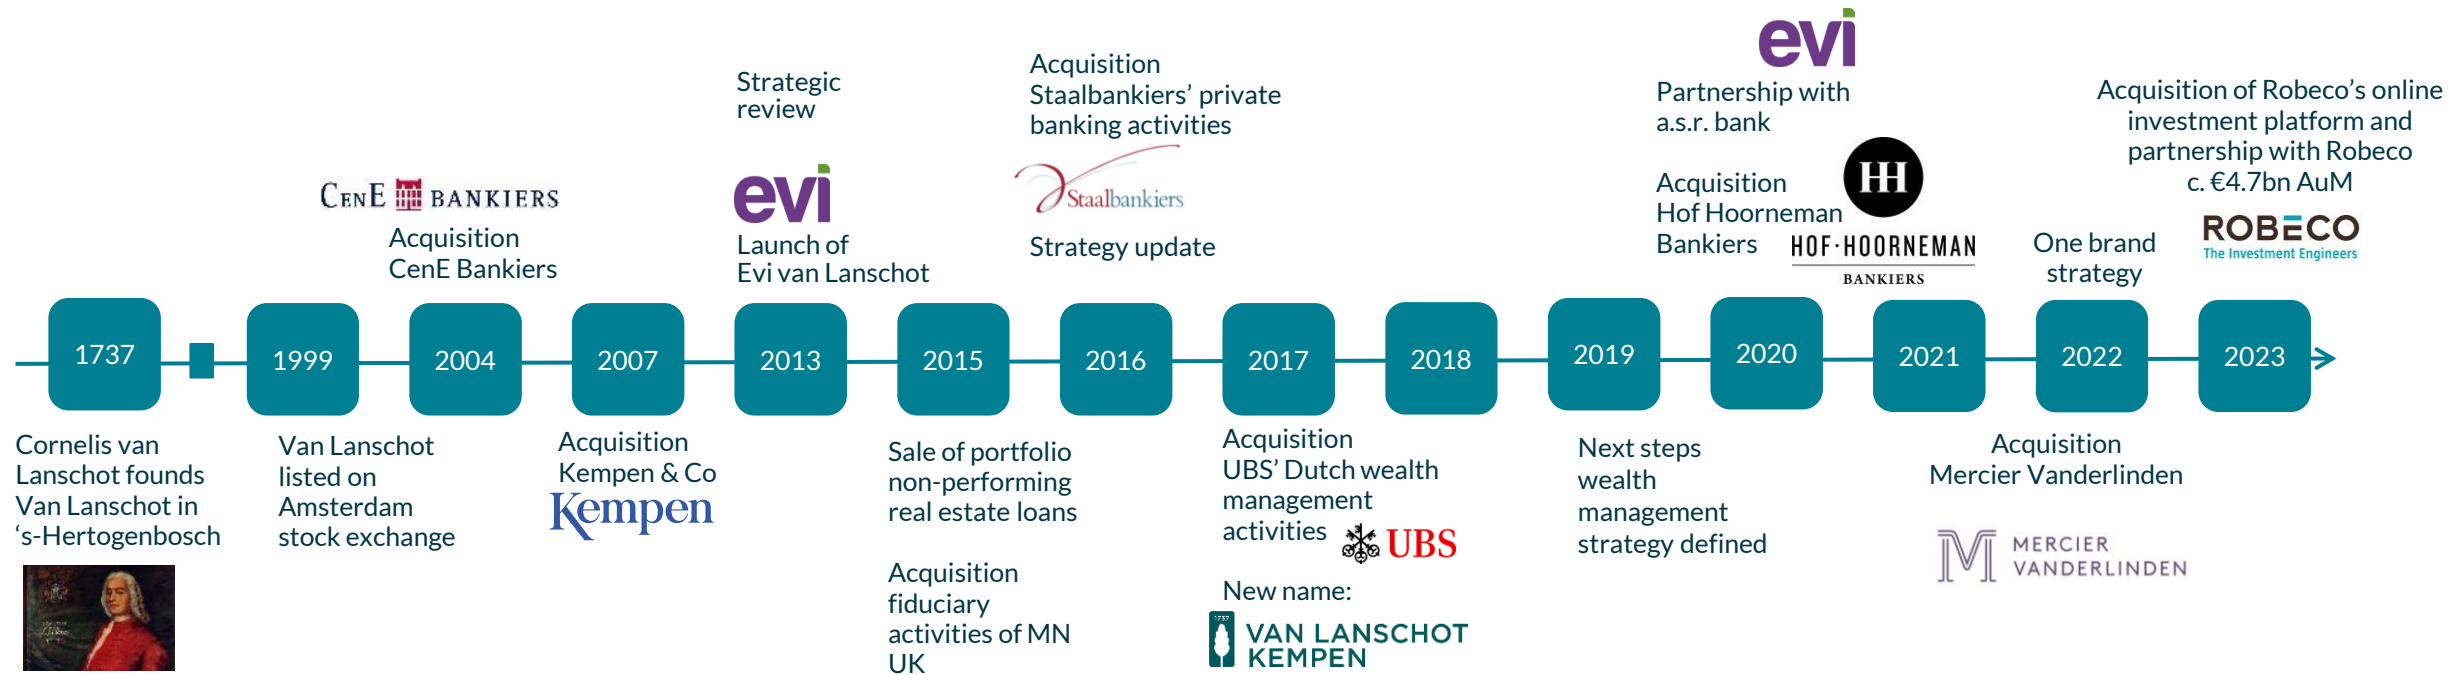 evi
Partnership with
a.s.r. bank
Acquisition
Hof Hoorneman
Bankiers
HH
HOF·HOORNEMAN
BANKIERS
Strategic
review
evi
Launch of
Evi van Lanschot
Acquisition
Staalbankiers’ private
banking activities
Staalbankiers
Strategy update
Acquisition of Robeco’s online
investment platform and
partnership with Robeco
c. €4.7bn AuM
ROBECO
The Investment Engineers
One brand
strategy
CENE BANKIERS
Acquisition
CenE Bankiers
1737
1999
2004
2007
2013
2015
2016
2017
2018
2019
2020
2021
2022
2023
Cornelis van
Lanschot founds
Van Lanschot in
‘s-Hertogenbosch
Van Lanschot
listed on
Amsterdam
stock exchange
Acquisition
Kempen & Co
Kempen
Sale of portfolio
non-performing
real estate loans
Acquisition
fiduciary
activities of MN
UK
Acquisition
UBS’ Dutch wealth
management
activities
UBS
New name:
1737
VAN LANSCHOT
KEMPEN
Next steps
wealth
management
strategy defined
Acquisition
Mercier Vanderlinden
MERCIER
VANDERLINDEN